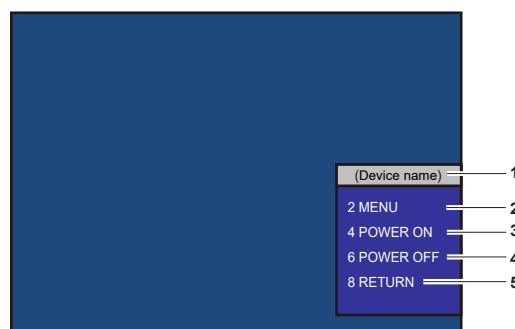 (Device name) 1
2 MENU 2
4 POWER ON 3
6 POWER OFF 4
8 RETURN 5